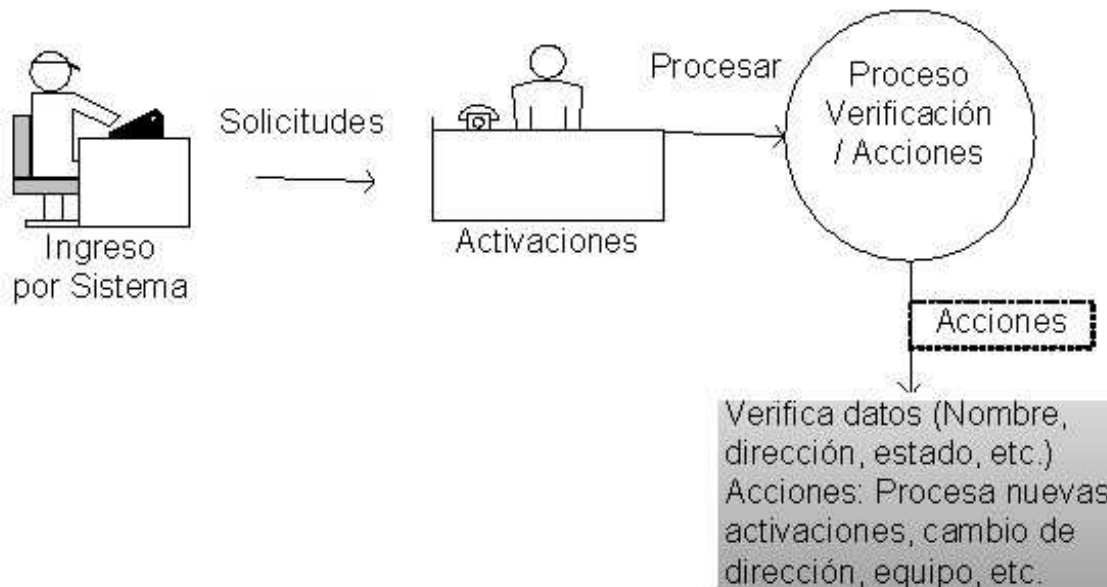 Ingreso
por Sistema
Solicitudes
Activaciones
Procesar
Proceso
Verificación
/ Acciones
Acciones
Verifica datos (Nombre,
dirección, estado, etc.)
Acciones: Procesa nuevas
activaciones, cambio de
dirección, equipo, etc.